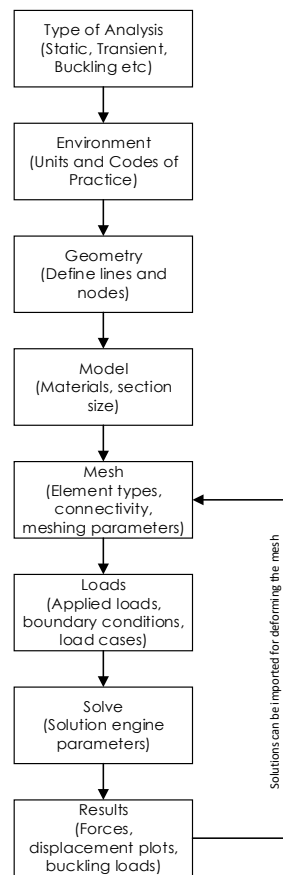 Type of Analysis
(Static, Transient,
Buckling etc)
Environment
(Units and Codes of
Practice)
Geometry
(Define lines and
nodes)
Model
(Materials, section
size)
Mesh
(Element types,
connectivity,
meshing parameters)
Loads
(Applied loads,
boundary conditions,
load cases)
Solve
(Solution engine
parameters)
Results
(Forces,
displacement plots,
buckling loads)
Solutions can be imported for deforming the mesh